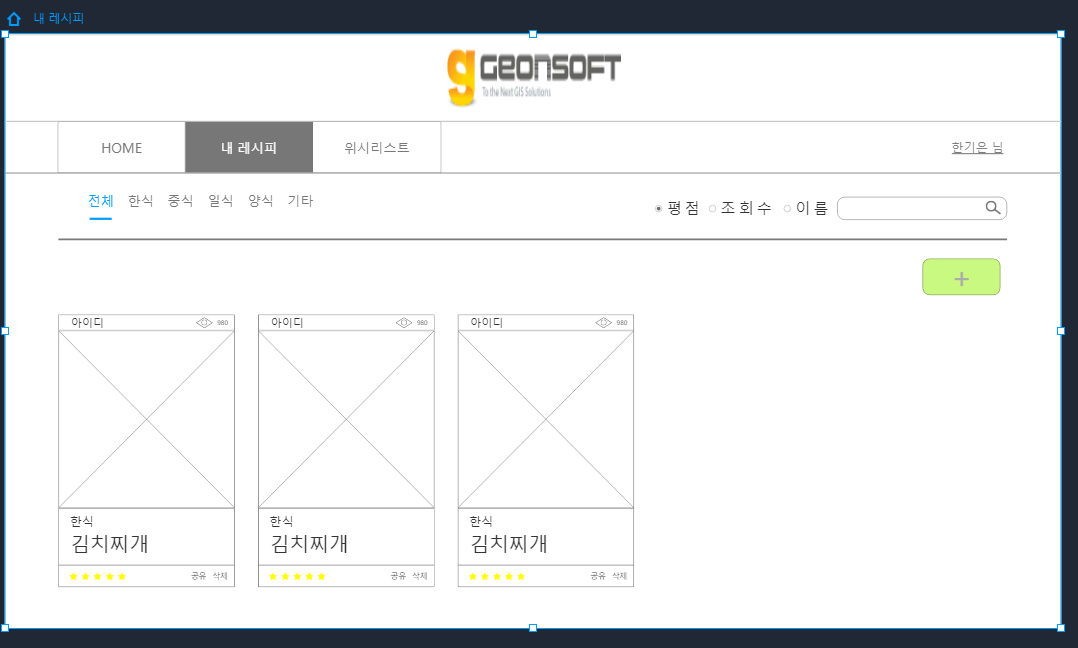 내 레시피
GEONSOFT
To the Next GIS Solutions
HOME 내 레시피 위시리스트 한기은 님
전체 한식 중식 일식 양식 기타 평점 조회수 이름
+
아이디 980 아이디 980 아이디 980
한식 한식 한식
김치찌개 김치찌개 김치찌개
공유 삭제 공유 삭제 공유 삭제